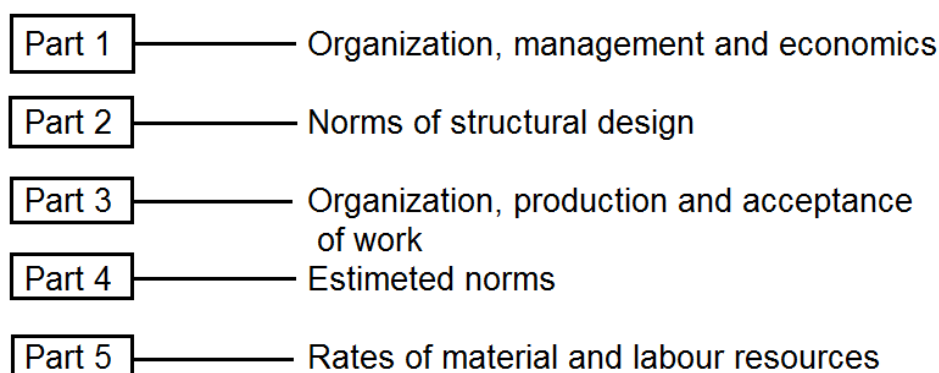 Part 1 Organization, management and economics
Part 2 Norms of structural design
Part 3 Organization, production and acceptance
of work
Part 4 Estimeted norms
Part 5 Rates of material and labour resources